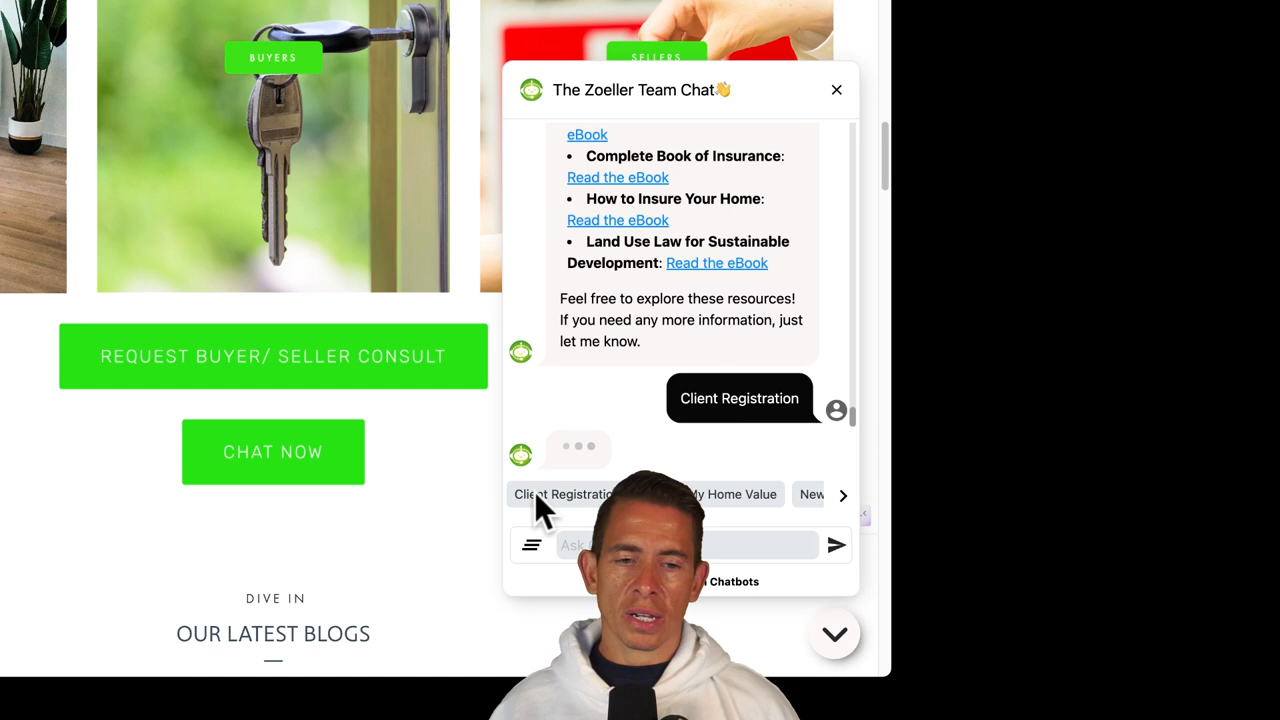 BUYERS
SELLERS
The Zoeller Team Chat👋
eBook
• Complete Book of Insurance:
Read the eBook
• How to Insure Your Home:
Read the eBook
• Land Use Law for Sustainable
Development: Read the eBook
Feel free to explore these resources!
If you need any more information, just
let me know.
Client Registration
My Home Value
New
Ask
Chatbots
REQUEST BUYER/ SELLER CONSULT
CHAT NOW
DIVE IN
OUR LATEST BLOGS